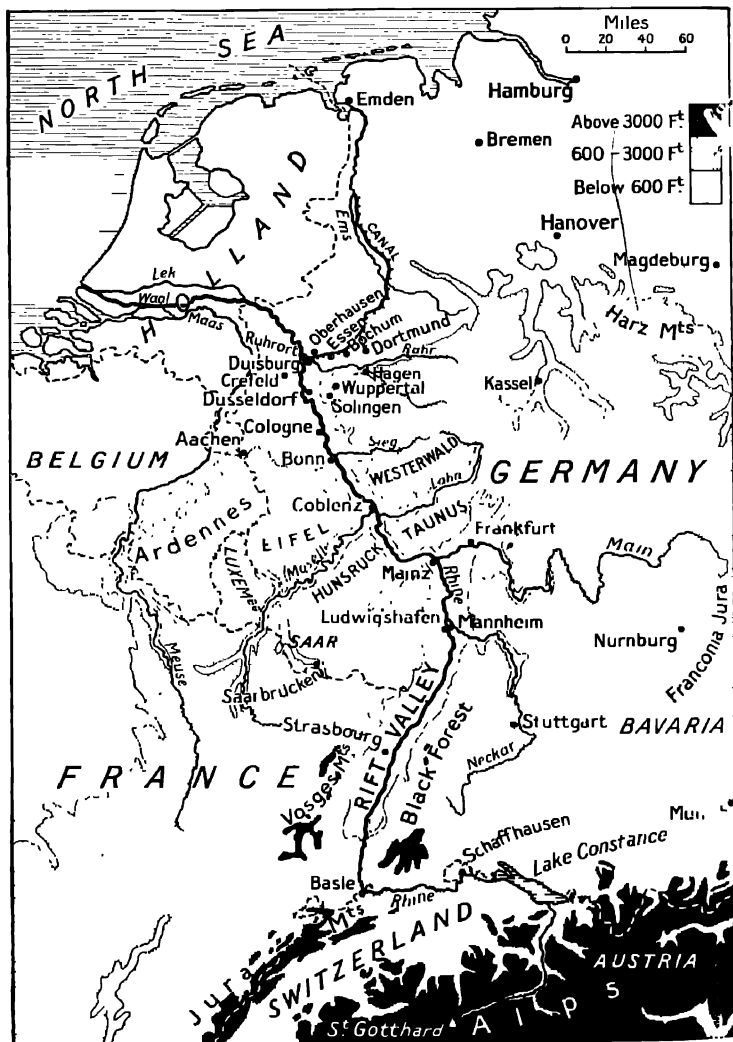 Miles
0 20 60
NORTH SEA
Emden
Hamburg
Above 3000 Ft.
600 - 3000 Ft
Below 600 Ft
Bremen
HOLLAND
Ems
CANAL
Hanover
Magdeburg
Lek
Waal
Maas
Harz Mts
Ruhrort
Oberhausen
Essen
Bochum
Dortmund
Duisburg
Ruhr
Hagen
Crefeld
Wuppertal
Kassel
Dusseldorf
Solingen
Cologne
Aachen
Sieg
BELGIUM
Bonn
WESTERWALD
GERMANY
Lahn
Coblenz
Ardennes
EIFEL
TAUNUS
Frankfurt
Main
LUXEMB
Moselle
HUNSRUCK
Mainz
Rhine
Ludwigshafen
Mannheim
Nurnburg
Franconia Jura
Meuse
SAAR
Saarbrucken
Strasbourg
RIFT VALLEY
Black Forest
Stuttgart
BAVARIA
Neckar
FRANCE
Vosges Mts
Schaffhausen
Lake Constance
Basle
Rhine
Jura Mts
SWITZERLAND
AUSTRIA
St Gotthard
Alps